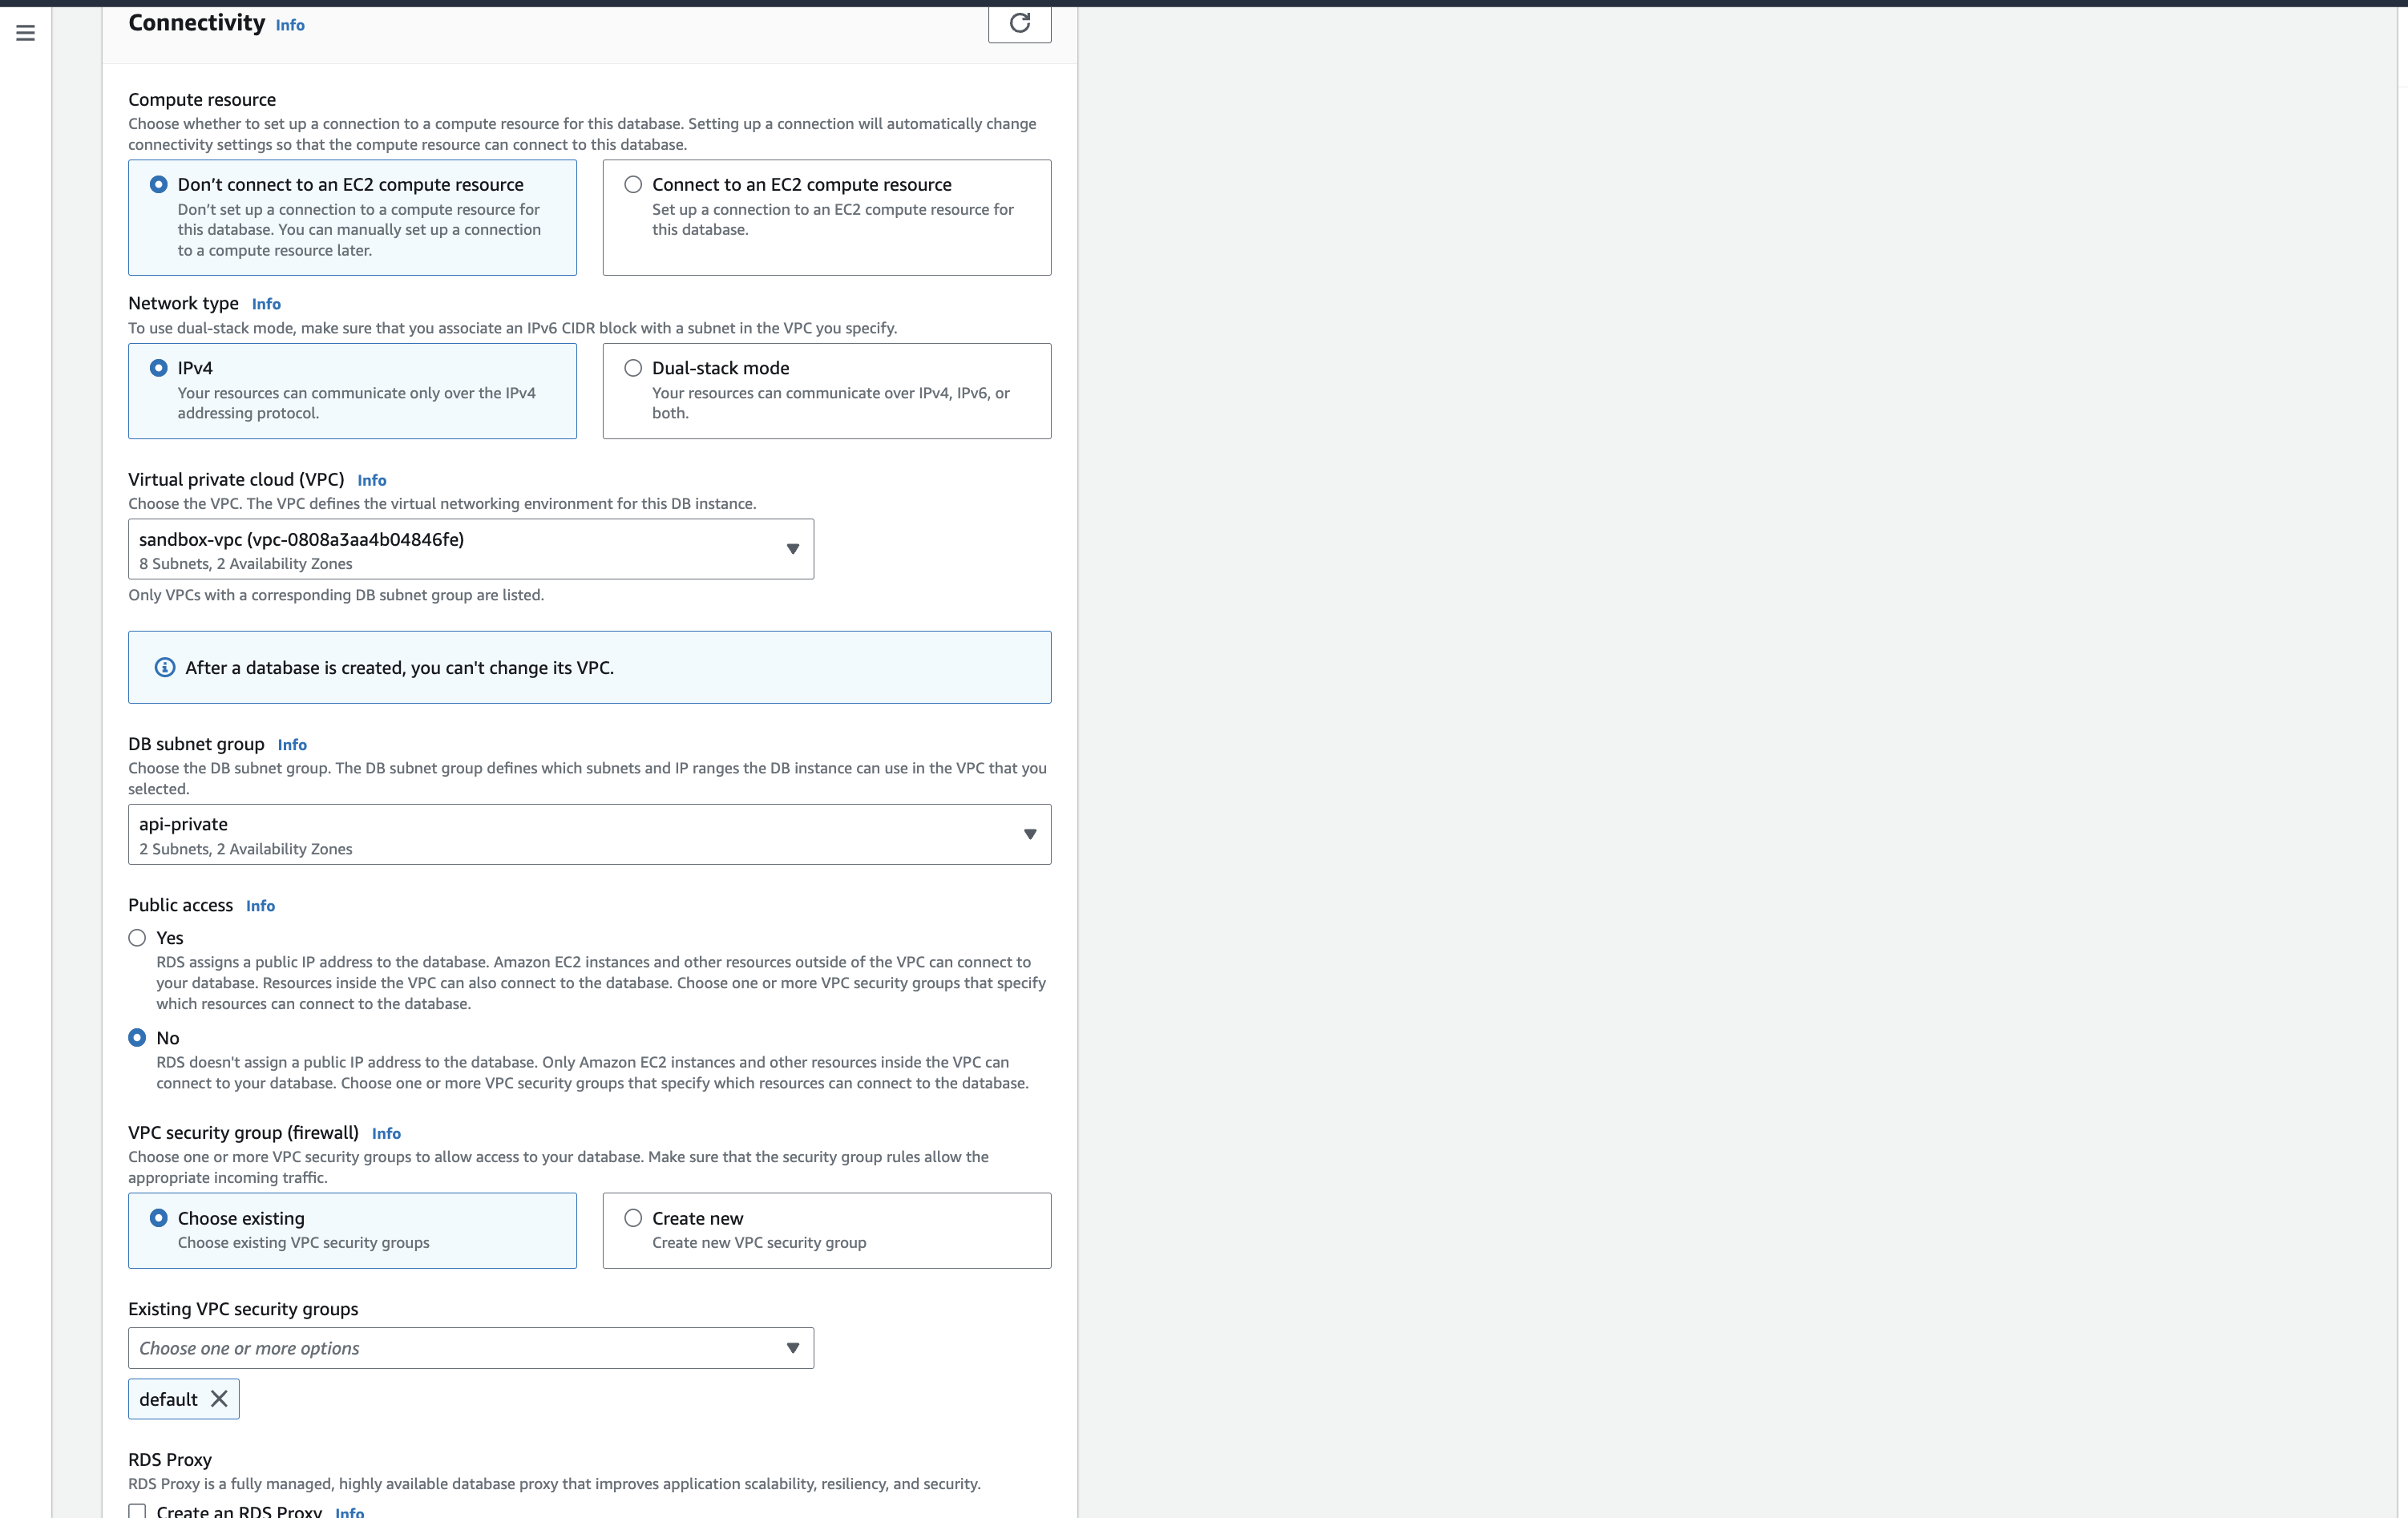 Connectivity Info
Compute resource
Choose whether to set up a connection to a compute resource for this database. Setting up a connection will automatically change
connectivity settings so that the compute resource can connect to this database.
Don’t connect to an EC2 compute resource
Don’t set up a connection to a compute resource for
this database. You can manually set up a connection
to a compute resource later.
Connect to an EC2 compute resource
Set up a connection to an EC2 compute resource for
this database.
Network type Info
To use dual-stack mode, make sure that you associate an IPv6 CIDR block with a subnet in the VPC you specify.
IPv4
Your resources can communicate only over the IPv4
addressing protocol.
Dual-stack mode
Your resources can communicate over IPv4, IPv6, or
both.
Virtual private cloud (VPC) Info
Choose the VPC. The VPC defines the virtual networking environment for this DB instance.
sandbox-vpc (vpc-0808a3aa4b04846fe)
8 Subnets, 2 Availability Zones
Only VPCs with a corresponding DB subnet group are listed.
After a database is created, you can't change its VPC.
DB subnet group Info
Choose the DB subnet group. The DB subnet group defines which subnets and IP ranges the DB instance can use in the VPC that you
selected.
api-private
2 Subnets, 2 Availability Zones
Public access Info
Yes
RDS assigns a public IP address to the database. Amazon EC2 instances and other resources outside of the VPC can connect to
your database. Resources inside the VPC can also connect to the database. Choose one or more VPC security groups that specify
which resources can connect to the database.
No
RDS doesn't assign a public IP address to the database. Only Amazon EC2 instances and other resources inside the VPC can
connect to your database. Choose one or more VPC security groups that specify which resources can connect to the database.
VPC security group (firewall) Info
Choose one or more VPC security groups to allow access to your database. Make sure that the security group rules allow the
appropriate incoming traffic.
Choose existing
Choose existing VPC security groups
Create new
Create new VPC security group
Existing VPC security groups
Choose one or more options
default
RDS Proxy
RDS Proxy is a fully managed, highly available database proxy that improves application scalability, resiliency, and security.
Create an RDS Proxy Info